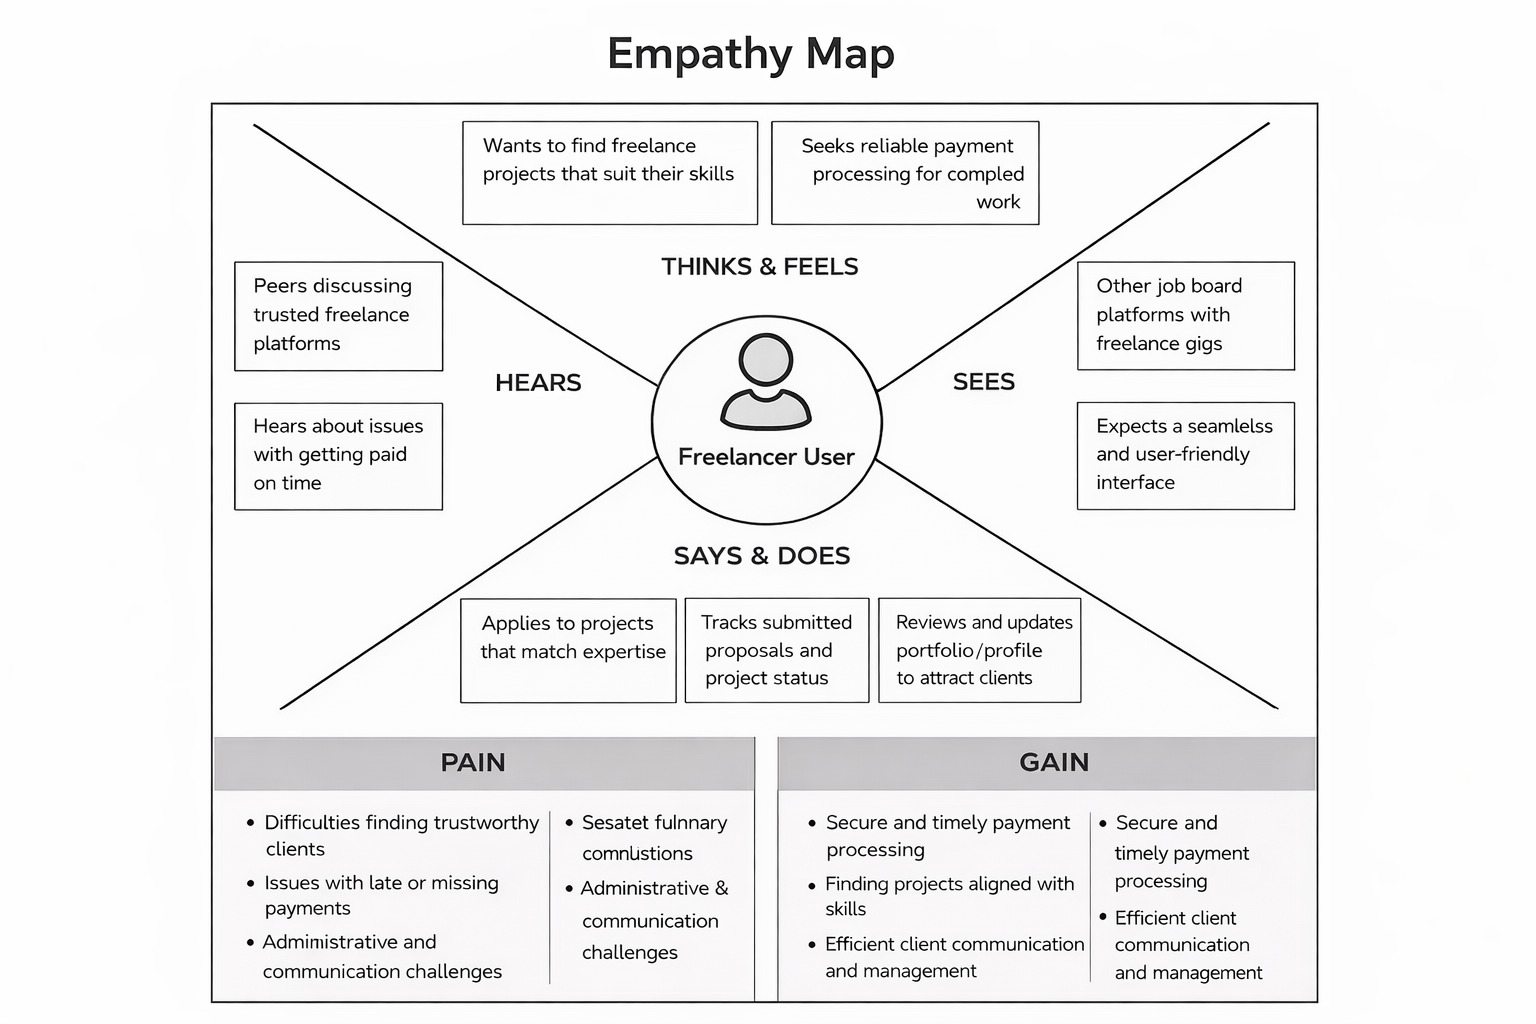 Empathy Map
Wants to find freelance
projects that suit their skills
Seeks reliable payment
processing for compled
work
THINKS & FEELS
Peers discussing
trusted freelance
platforms
Hears about issues
with getting paid
on time
HEARS
Freelancer User
SEES
Other job board
platforms with
freelance gigs
Expects a seamlelss
and user-friendly
interface
SAYS & DOES
Applies to projects
that match expertise
Tracks submitted
proposals and
project status
Reviews and updates
portfolio/profile
to attract clients
PAIN
• Difficulties finding trustworthy
clients
• Issues with late or missing
payments
• Administrative and
communication challenges
• Sesatet fulnnary
comnlustions
• Administrative &
communication
challenges
GAIN
• Secure and timely payment
processing
• Finding projects aligned with
skills
• Efficient client communication
and management
• Secure and
timely payment
processing
• Efficient client
communication
and management